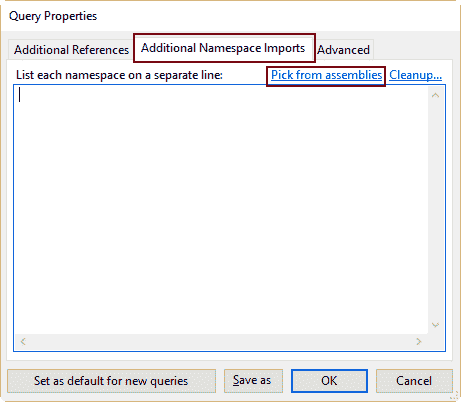 Query Properties
Additional References Additional Namespace Imports Advanced
List each namespace on a separate line: Pick from assemblies Cleanup...
Set as default for new queries Save as OK Cancel